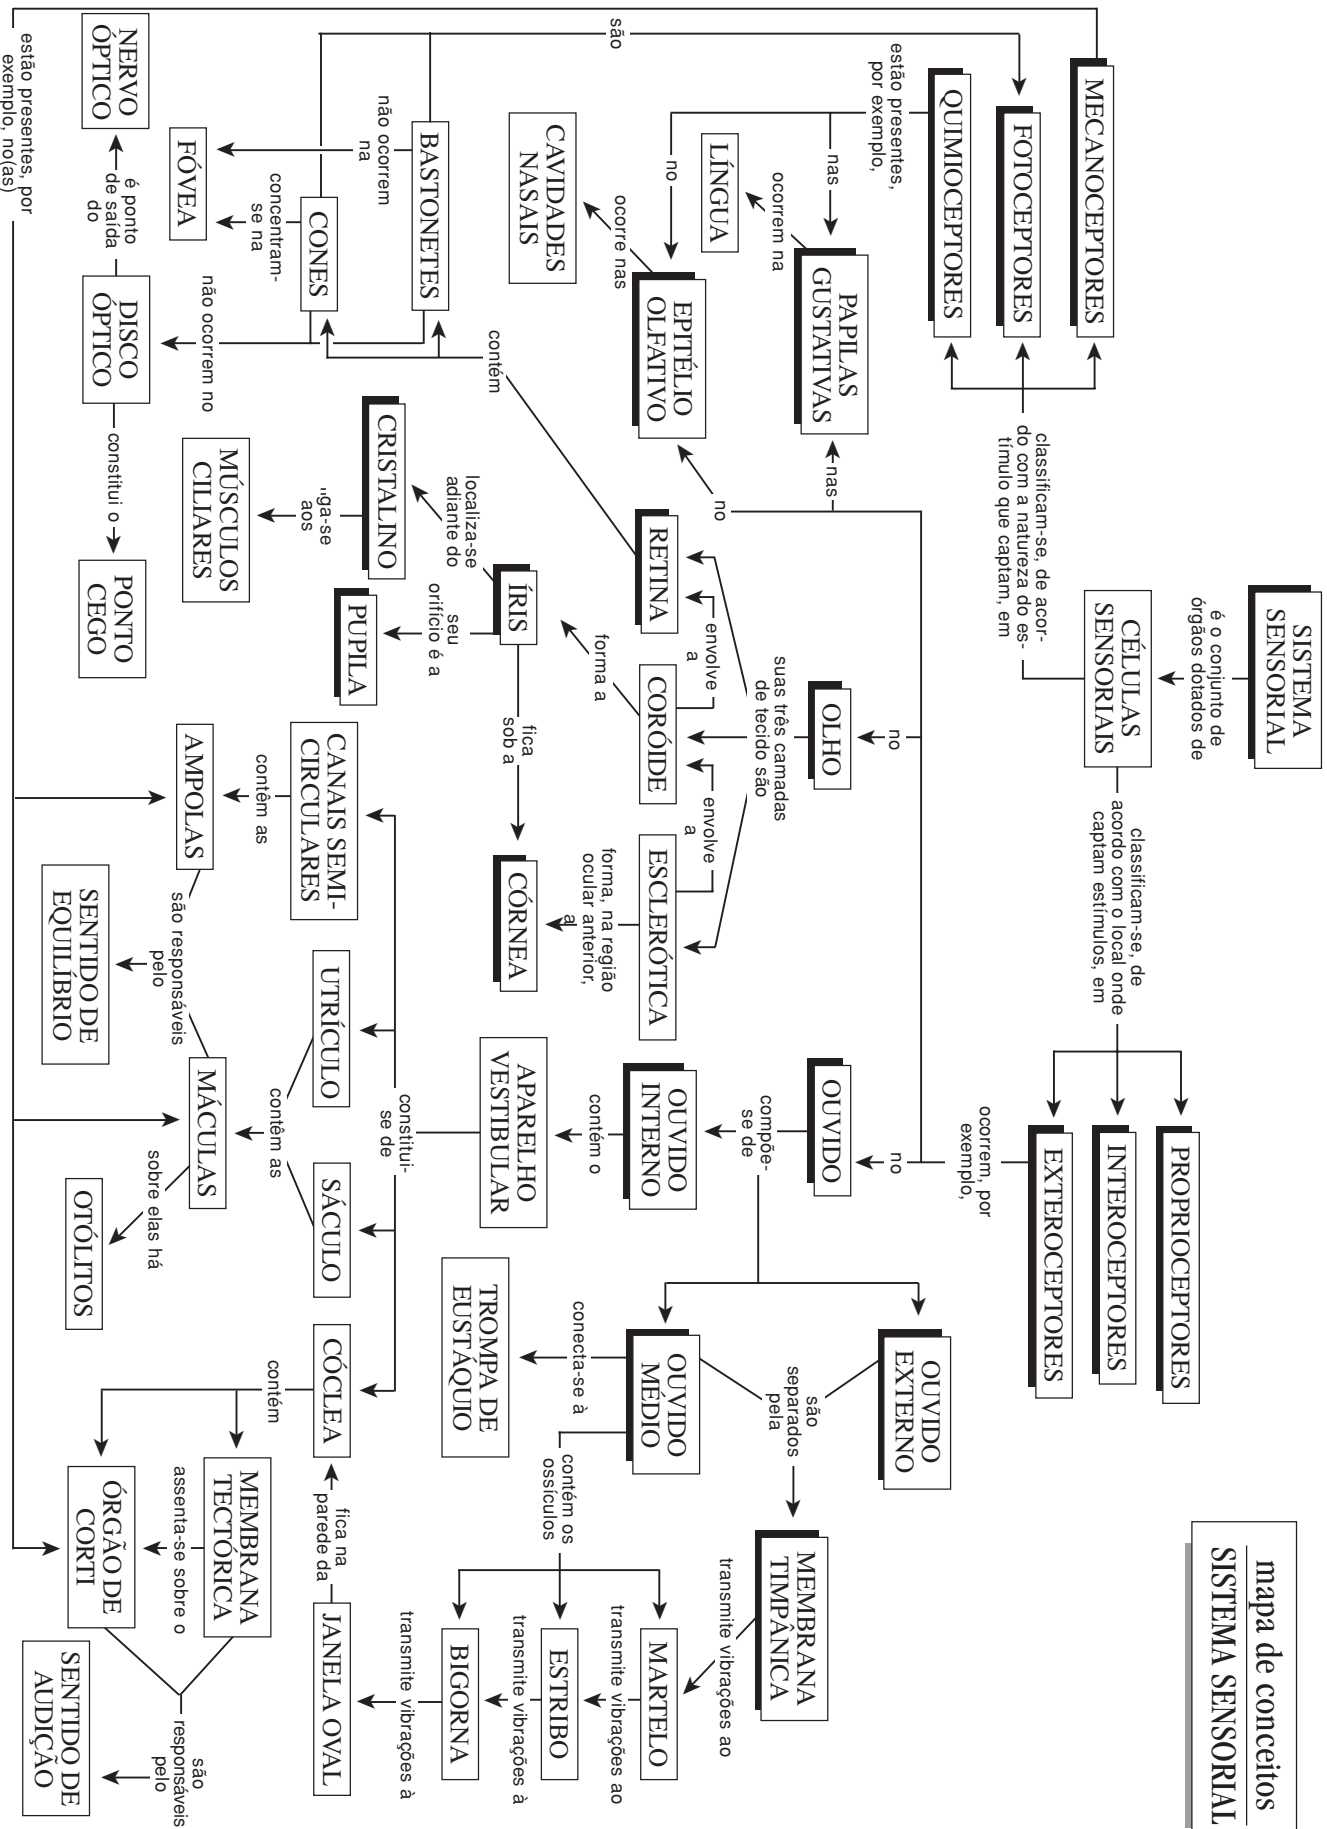 mapa de conceitos
SISTEMA SENSORIAL
SISTEMA
SENSORIAL
é o conjunto de
órgãos dotados de
CÉLULAS
SENSORIAIS
classificam-se, de acor-
do com a natureza do es-
tímulo que captam, em
classificam-se, de
acordo com o local onde
captam estímulos, em
MECANOCEPTORES
FOTOCEPTORES
QUIMIOCEPTORES
PROPRIOCEPTORES
INTEROCEPTORES
EXTEROCEPTORES
são
estão presentes,
por exemplo,
nas
no
ocorrem, por
exemplo,
nas
no
no
no
PAPILAS
GUSTATIVAS
ocorrem na
LÍNGUA
EPITÉLIO
OLFATIVO
ocorre nas
CAVIDADES
NASAIS
OLHO
suas três camadas
de tecido são
RETINA
envolve
a
CORÓIDE
envolve
a
ESCLERÓTICA
contém
forma a
forma, na região
ocular anterior,
a
ÍRIS
fica
sob a
CÓRNEA
localiza-se
adiante do
seu
orifício é a
CRISTALINO
PUPILA
"ga-se
aos
MÚSCULOS
CILIARES
BASTONETES
não ocorrem
na
CONES
concentram-
se na
FÓVEA
não ocorrem no
DISCO
ÓPTICO
é ponto
de saída
do
NERVO
ÓPTICO
constitui o
PONTO
CEGO
OUVIDO
compõe-
se de
OUVIDO
INTERNO
OUVIDO
MÉDIO
OUVIDO
EXTERNO
são
separados
pela
MEMBRANA
TIMPÂNICA
transmite vibrações ao
conecta-se à
TROMPA DE
EUSTÁQUIO
contém os
ossículos
MARTELO
transmite vibrações ao
ESTRIBO
transmite vibrações à
BIGORNA
transmite vibrações à
JANELA OVAL
fica na
parede da
contém o
APARELHO
VESTIBULAR
constitui-
se de
CANAIS SEMI-
CIRCULARES
UTRÍCULO
SÁCULO
CÓCLEA
contêm as
contêm as
contém
AMPOLAS
MÁCULAS
são responsáveis
pelo
SENTIDO DE
EQUILÍBRIO
sobre elas há
OTÓLITOS
MEMBRANA
TECTÓRICA
assenta-se sobre o
ÓRGÃO DE
CORTI
são
responsáveis
pelo
SENTIDO DE
AUDIÇÃO
estão presentes, por
exemplo, no(as)